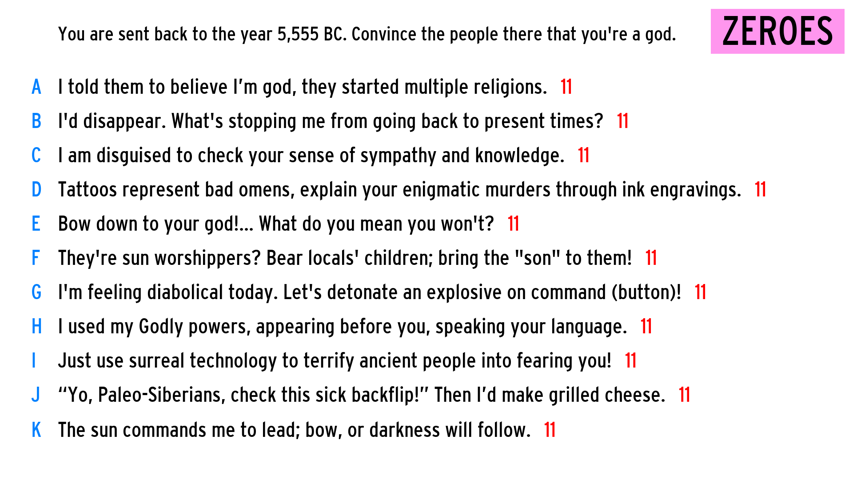 You are sent back to the year 5,555 BC. Convince the people there that you're a god.
ZEROES
A I told them to believe I’m god, they started multiple religions. 11
B I'd disappear. What's stopping me from going back to present times? 11
C I am disguised to check your sense of sympathy and knowledge. 11
D Tattoos represent bad omens, explain your enigmatic murders through ink engravings. 11
E Bow down to your god!... What do you mean you won't? 11
F They're sun worshippers? Bear locals' children; bring the "son" to them! 11
G I'm feeling diabolical today. Let's detonate an explosive on command (button)! 11
H I used my Godly powers, appearing before you, speaking your language. 11
I Just use surreal technology to terrify ancient people into fearing you! 11
J “Yo, Paleo-Siberians, check this sick backflip!” Then I’d make grilled cheese. 11
K The sun commands me to lead; bow, or darkness will follow. 11